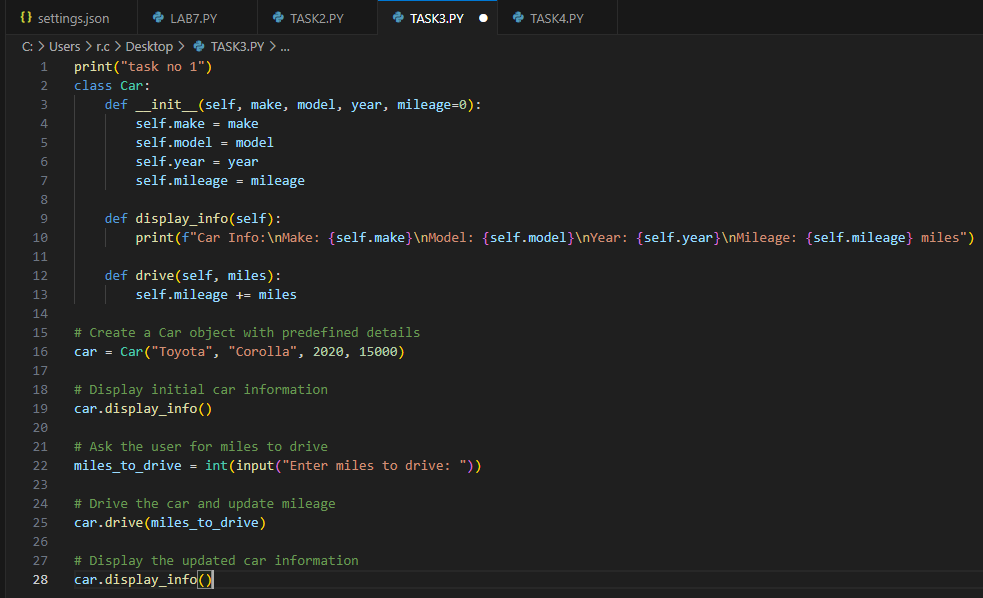 settings.json LAB7.PY TASK2.PY TASK3.PY TASK4.PY
C: > Users > r.c > Desktop > TASK3.PY > ...
1 print("task no 1")
2 class Car:
3     def __init__(self, make, model, year, mileage=0):
4         self.make = make
5         self.model = model
6         self.year = year
7         self.mileage = mileage
8
9     def display_info(self):
10         print(f"Car Info:\nMake: {self.make}\nModel: {self.model}\nYear: {self.year}\nMileage: {self.mileage} miles")
11
12     def drive(self, miles):
13         self.mileage += miles
14
15 # Create a Car object with predefined details
16 car = Car("Toyota", "Corolla", 2020, 15000)
17
18 # Display initial car information
19 car.display_info()
20
21 # Ask the user for miles to drive
22 miles_to_drive = int(input("Enter miles to drive: "))
23
24 # Drive the car and update mileage
25 car.drive(miles_to_drive)
26
27 # Display the updated car information
28 car.display_info()